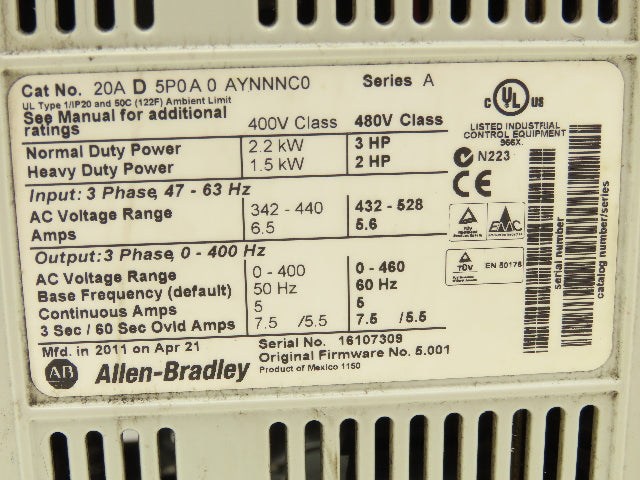 Cat No. 20A D 5P0A 0 AYNNNC0 Series A
UL Type 1/IP20 and 50C (122F) Ambient Limit
See Manual for additional ratings 400V Class 480V Class
Normal Duty Power 2.2 kW 3 HP
Heavy Duty Power 1.5 kW 2 HP
Input: 3 Phase, 47 - 63 Hz
AC Voltage Range 342 - 440 432 - 528
Amps 6.5 5.6
Output: 3 Phase, 0 - 400 Hz
AC Voltage Range 0 - 400 0 - 460
Base Frequency (default) 50 Hz 60 Hz
Continuous Amps 5 5
3 Sec / 60 Sec Ovld Amps 7.5 /5.5 7.5 /5.5
Mfd. in 2011 on Apr 21 Serial No. 16107309
Original Firmware No. 5.001
AB Allen-Bradley Product of Mexico 1150
C UL US
LISTED INDUSTRIAL
CONTROL EQUIPMENT
966X
N223
CE
TÜV
EN 50178
serial number
catalog number/series